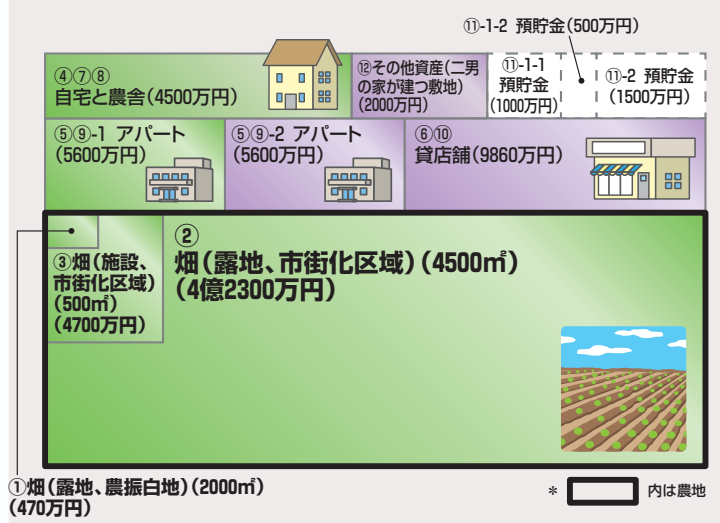 ⑪-1-2 預貯金(500万円)
④⑦⑧
自宅と農舎(4500万円)
⑫その他資産(二男
の家が建つ敷地)
(2000万円)
⑪-1-1
預貯金
(1000万円)
⑪-2 預貯金
(1500万円)
⑤⑨-1 アパート
(5600万円)
⑤⑨-2 アパート
(5600万円)
⑥⑩
貸店舗(9860万円)
②
畑(露地、市街化区域)(4500㎡)
(4億2300万円)
③畑(施設、
市街化区域)
(500㎡)
(4700万円)
①畑(露地、農振白地)(2000㎡)
(470万円)
* 内は農地